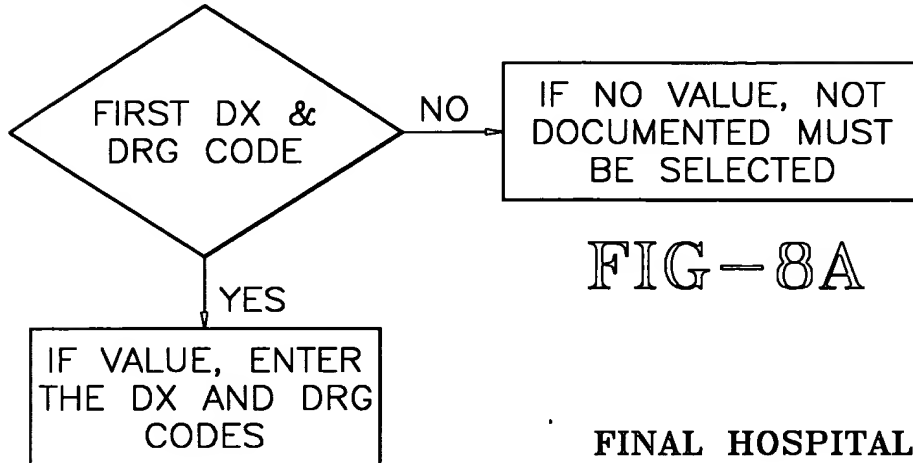 FIRST DX &
DRG CODE
NO
IF NO VALUE, NOT
DOCUMENTED MUST
BE SELECTED
FIG-8A
YES
IF VALUE, ENTER
THE DX AND DRG
CODES
FINAL HOSPITAL